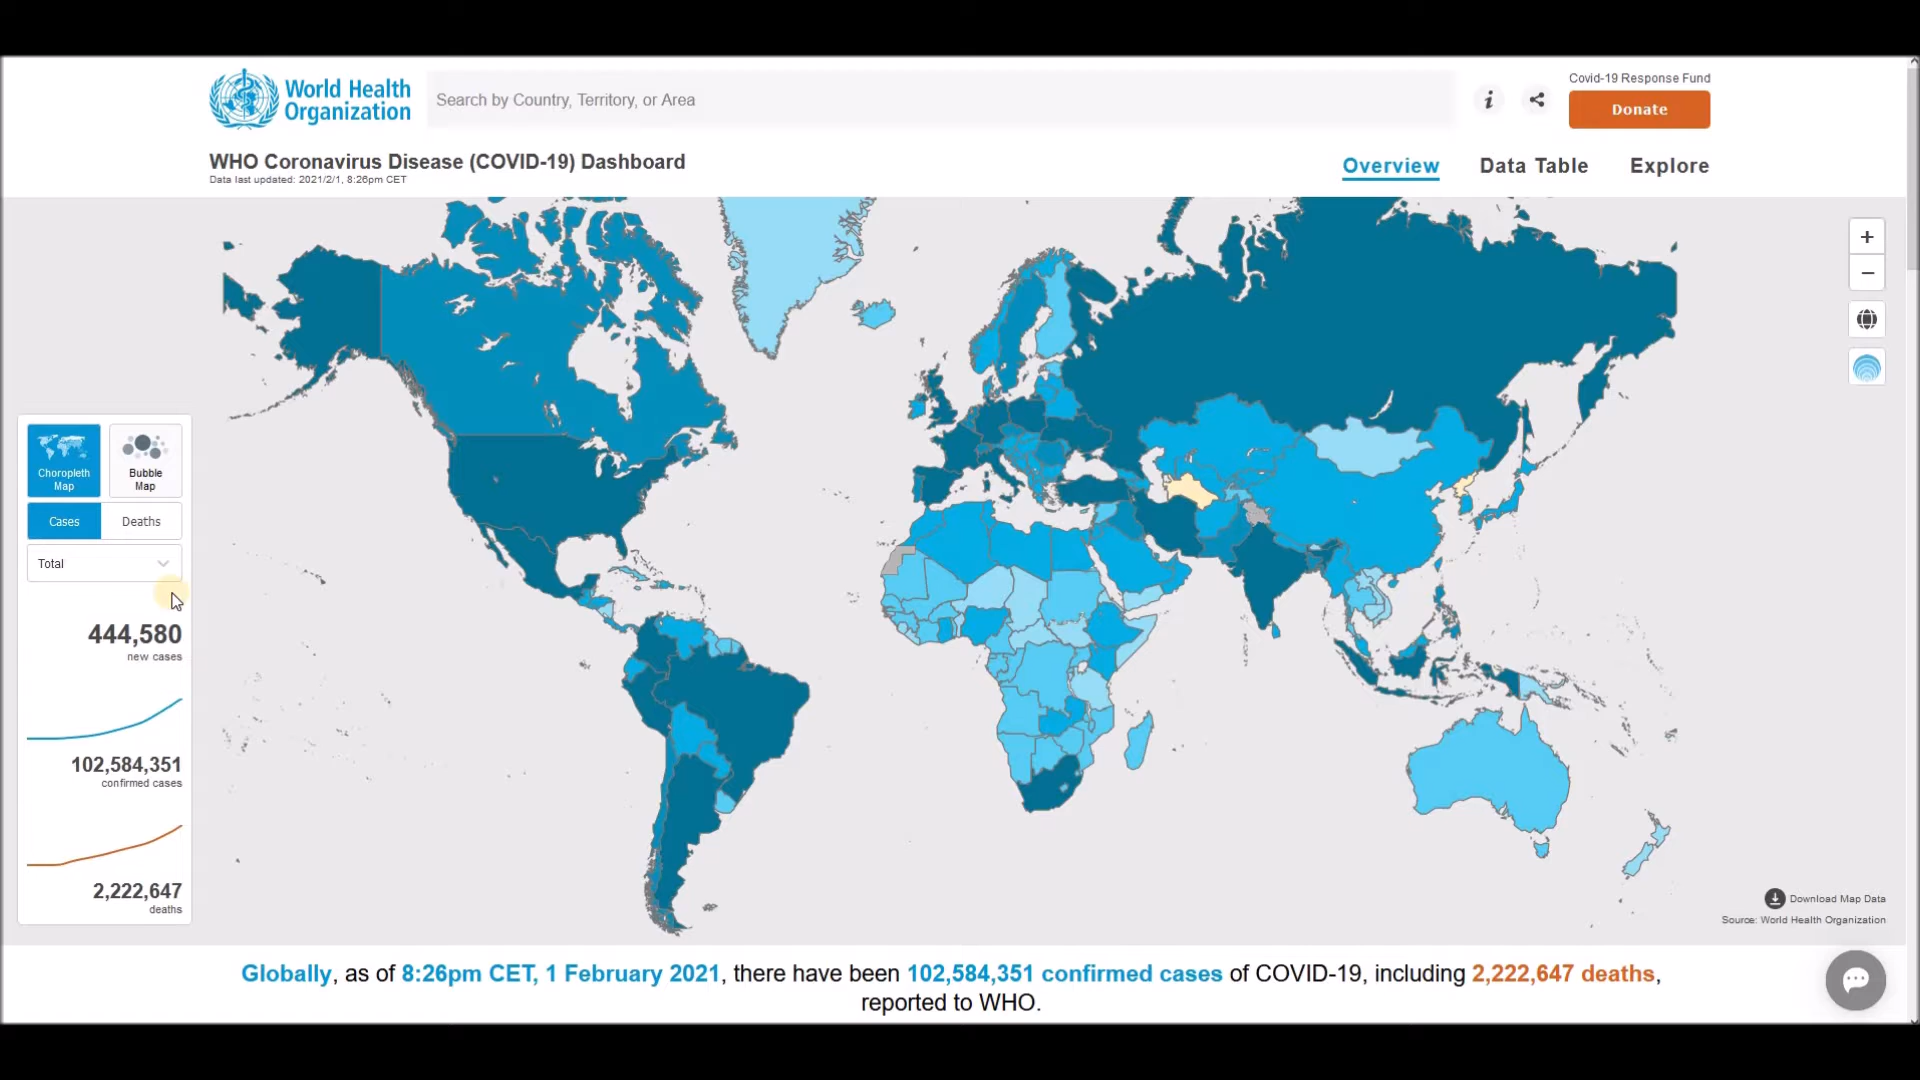 World Health
Organization
Search by Country, Territory, or Area
i
Covid-19 Response Fund
Donate
WHO Coronavirus Disease (COVID-19) Dashboard
Data last updated: 2021/2/1, 8:26pm CET
Overview
Data Table
Explore
+
−
Choropleth
Map
Bubble
Map
Cases
Deaths
Total
444,580
new cases
102,584,351
confirmed cases
2,222,647
deaths
Download Map Data
Source: World Health Organization
Globally, as of 8:26pm CET, 1 February 2021, there have been 102,584,351 confirmed cases of COVID-19, including 2,222,647 deaths,
reported to WHO.